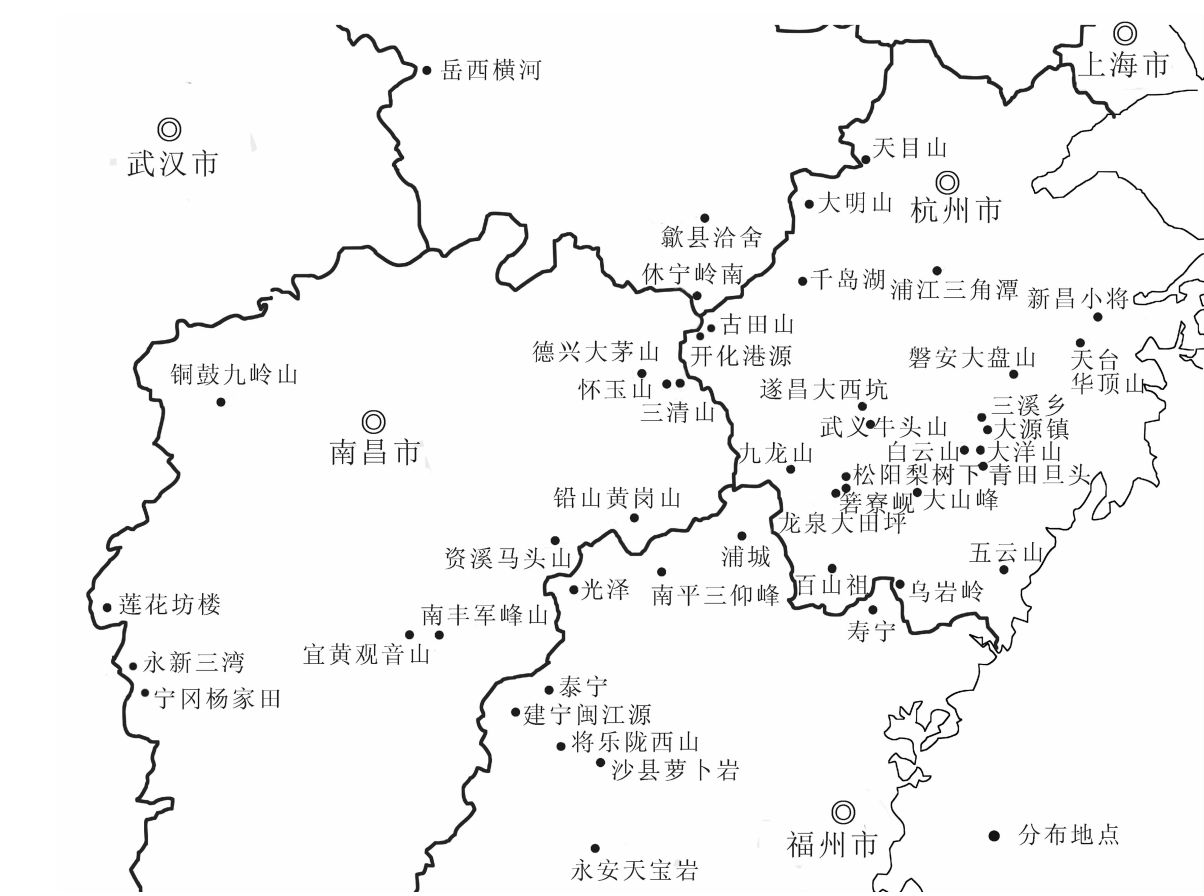 上海市
岳西横河
武汉市
天目山
大明山
杭州市
歙县洽舍
休宁岭南
千岛湖
浦江三角潭
新昌小将
古田山
开化港源
德兴大茅山
怀玉山
三清山
磐安大盘山
天台
华顶山
铜鼓九岭山
遂昌大西坑
三溪乡
武义牛头山
大源镇
南昌市
九龙山
白云山
大洋山
松阳梨树下
青田旦头
铅山黄岗山
箬寮岘
大山峰
龙泉大田坪
资溪马头山
浦城
五云山
光泽
南平三仰峰
百山祖
乌岩岭
莲花坊楼
南丰军峰山
寿宁
宜黄观音山
永新三湾
宁冈杨家田
泰宁
建宁闽江源
将乐陇西山
沙县萝卜岩
福州市
分布地点
永安天宝岩